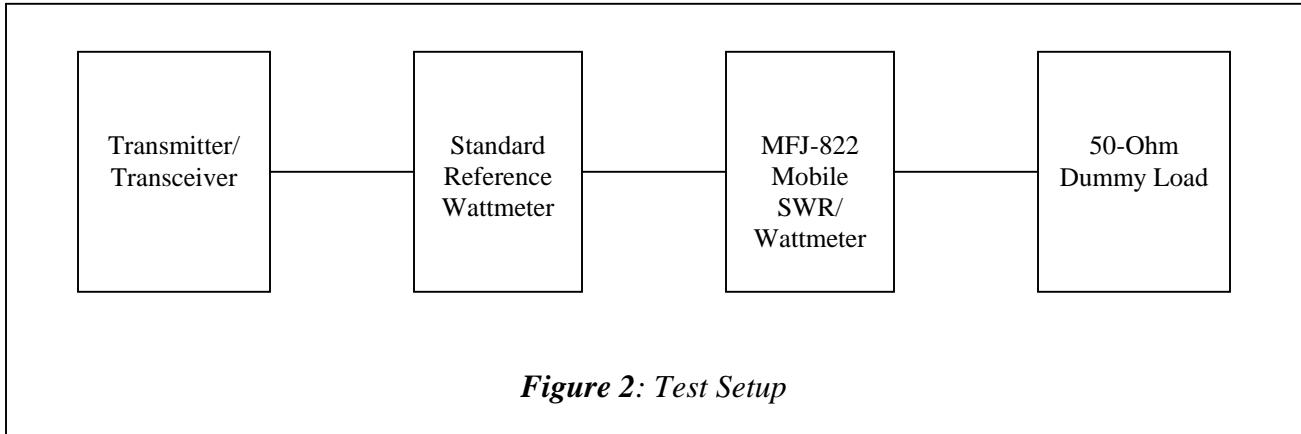 Transmitter/
Transceiver
Standard
Reference
Wattmeter
MFJ-822
Mobile
SWR/
Wattmeter
50-Ohm
Dummy Load
Figure 2: Test Setup